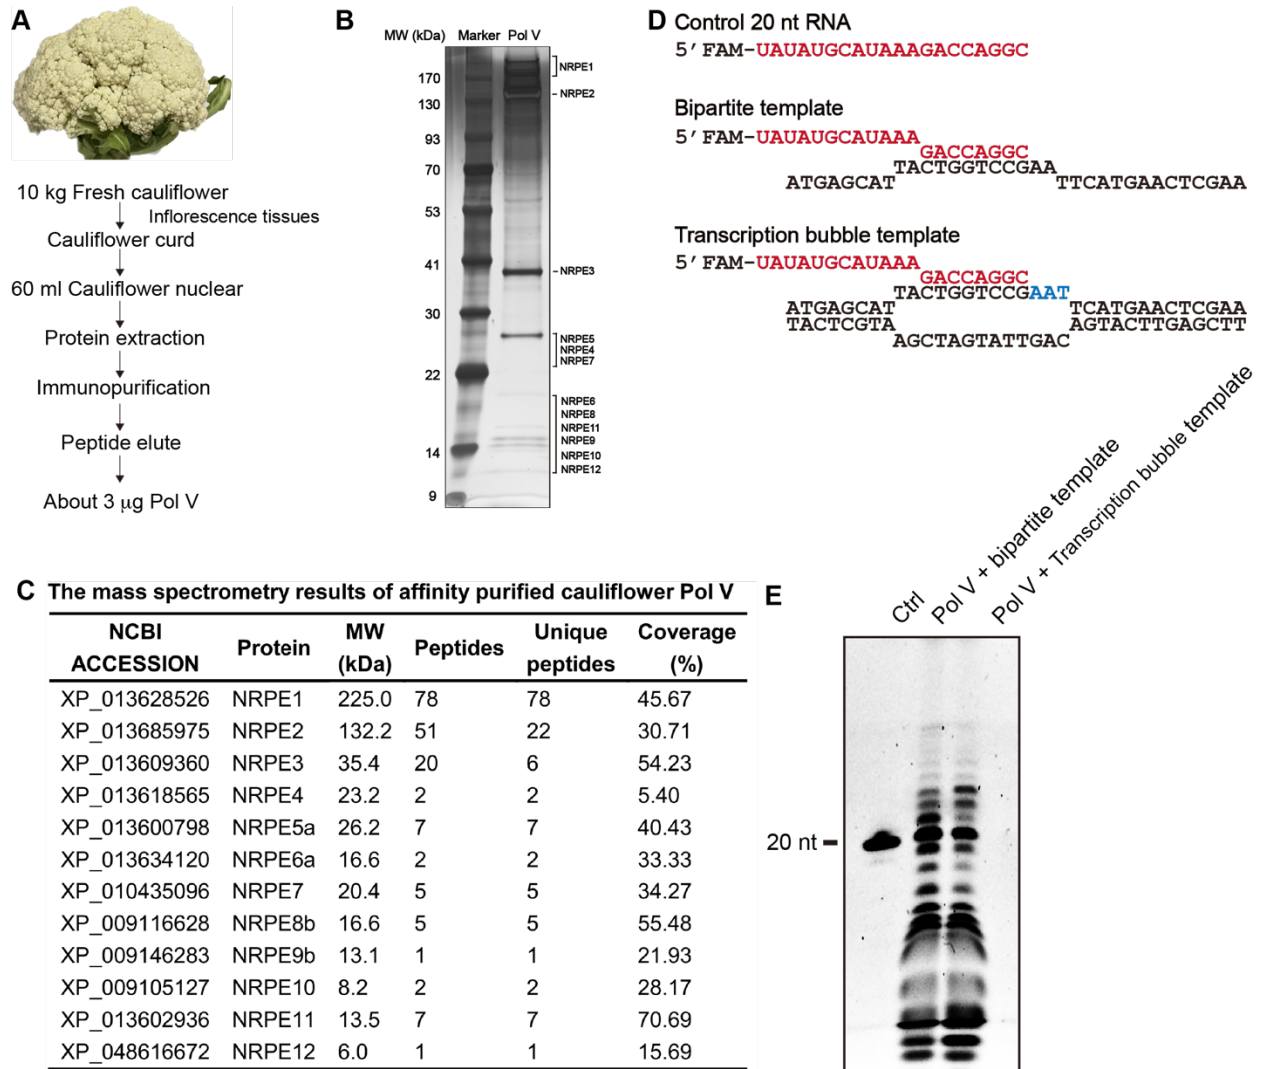 A
10 kg Fresh cauliflower
Inflorescence tissues
Cauliflower curd
60 ml Cauliflower nuclear
Protein extraction
Immunopurification
Peptide elute
About 3 μg Pol V
B
MW (kDa) Marker Pol V
170
130
93
70
53
41
30
22
14
9
NRPE1
NRPE2
NRPE3
NRPE5
NRPE4
NRPE7
NRPE6
NRPE8
NRPE11
NRPE9
NRPE10
NRPE12
C The mass spectrometry results of affinity purified cauliflower Pol V
NCBI ACCESSION Protein MW (kDa) Peptides Unique peptides Coverage (%)
XP_013628526 NRPE1 225.0 78 78 45.67
XP_013685975 NRPE2 132.2 51 22 30.71
XP_013609360 NRPE3 35.4 20 6 54.23
XP_013618565 NRPE4 23.2 2 2 5.40
XP_013600798 NRPE5a 26.2 7 7 40.43
XP_013634120 NRPE6a 16.6 2 2 33.33
XP_010435096 NRPE7 20.4 5 5 34.27
XP_009116628 NRPE8b 16.6 5 5 55.48
XP_009146283 NRPE9b 13.1 1 1 21.93
XP_009105127 NRPE10 8.2 2 2 28.17
XP_013602936 NRPE11 13.5 7 7 70.69
XP_048616672 NRPE12 6.0 1 1 15.69
D Control 20 nt RNA
5′FAM-UAUAUGCAUAAAGACCAGGC
Bipartite template
5′FAM-UAUAUGCAUAAA
GACCAGGC
TACTGGTCCGAA
ATGAGCAT TTCATGAACTCGAA
Transcription bubble template
5′FAM-UAUAUGCAUAAA
GACCAGGC
TACTGGTCCGAAT
ATGAGCAT TCATGAACTCGAA
TACTCGTA AGTACTTGAGCTT
AGCTAGTATTGAC
E
Ctrl
Pol V + bipartite template
Pol V + Transcription bubble template
20 nt